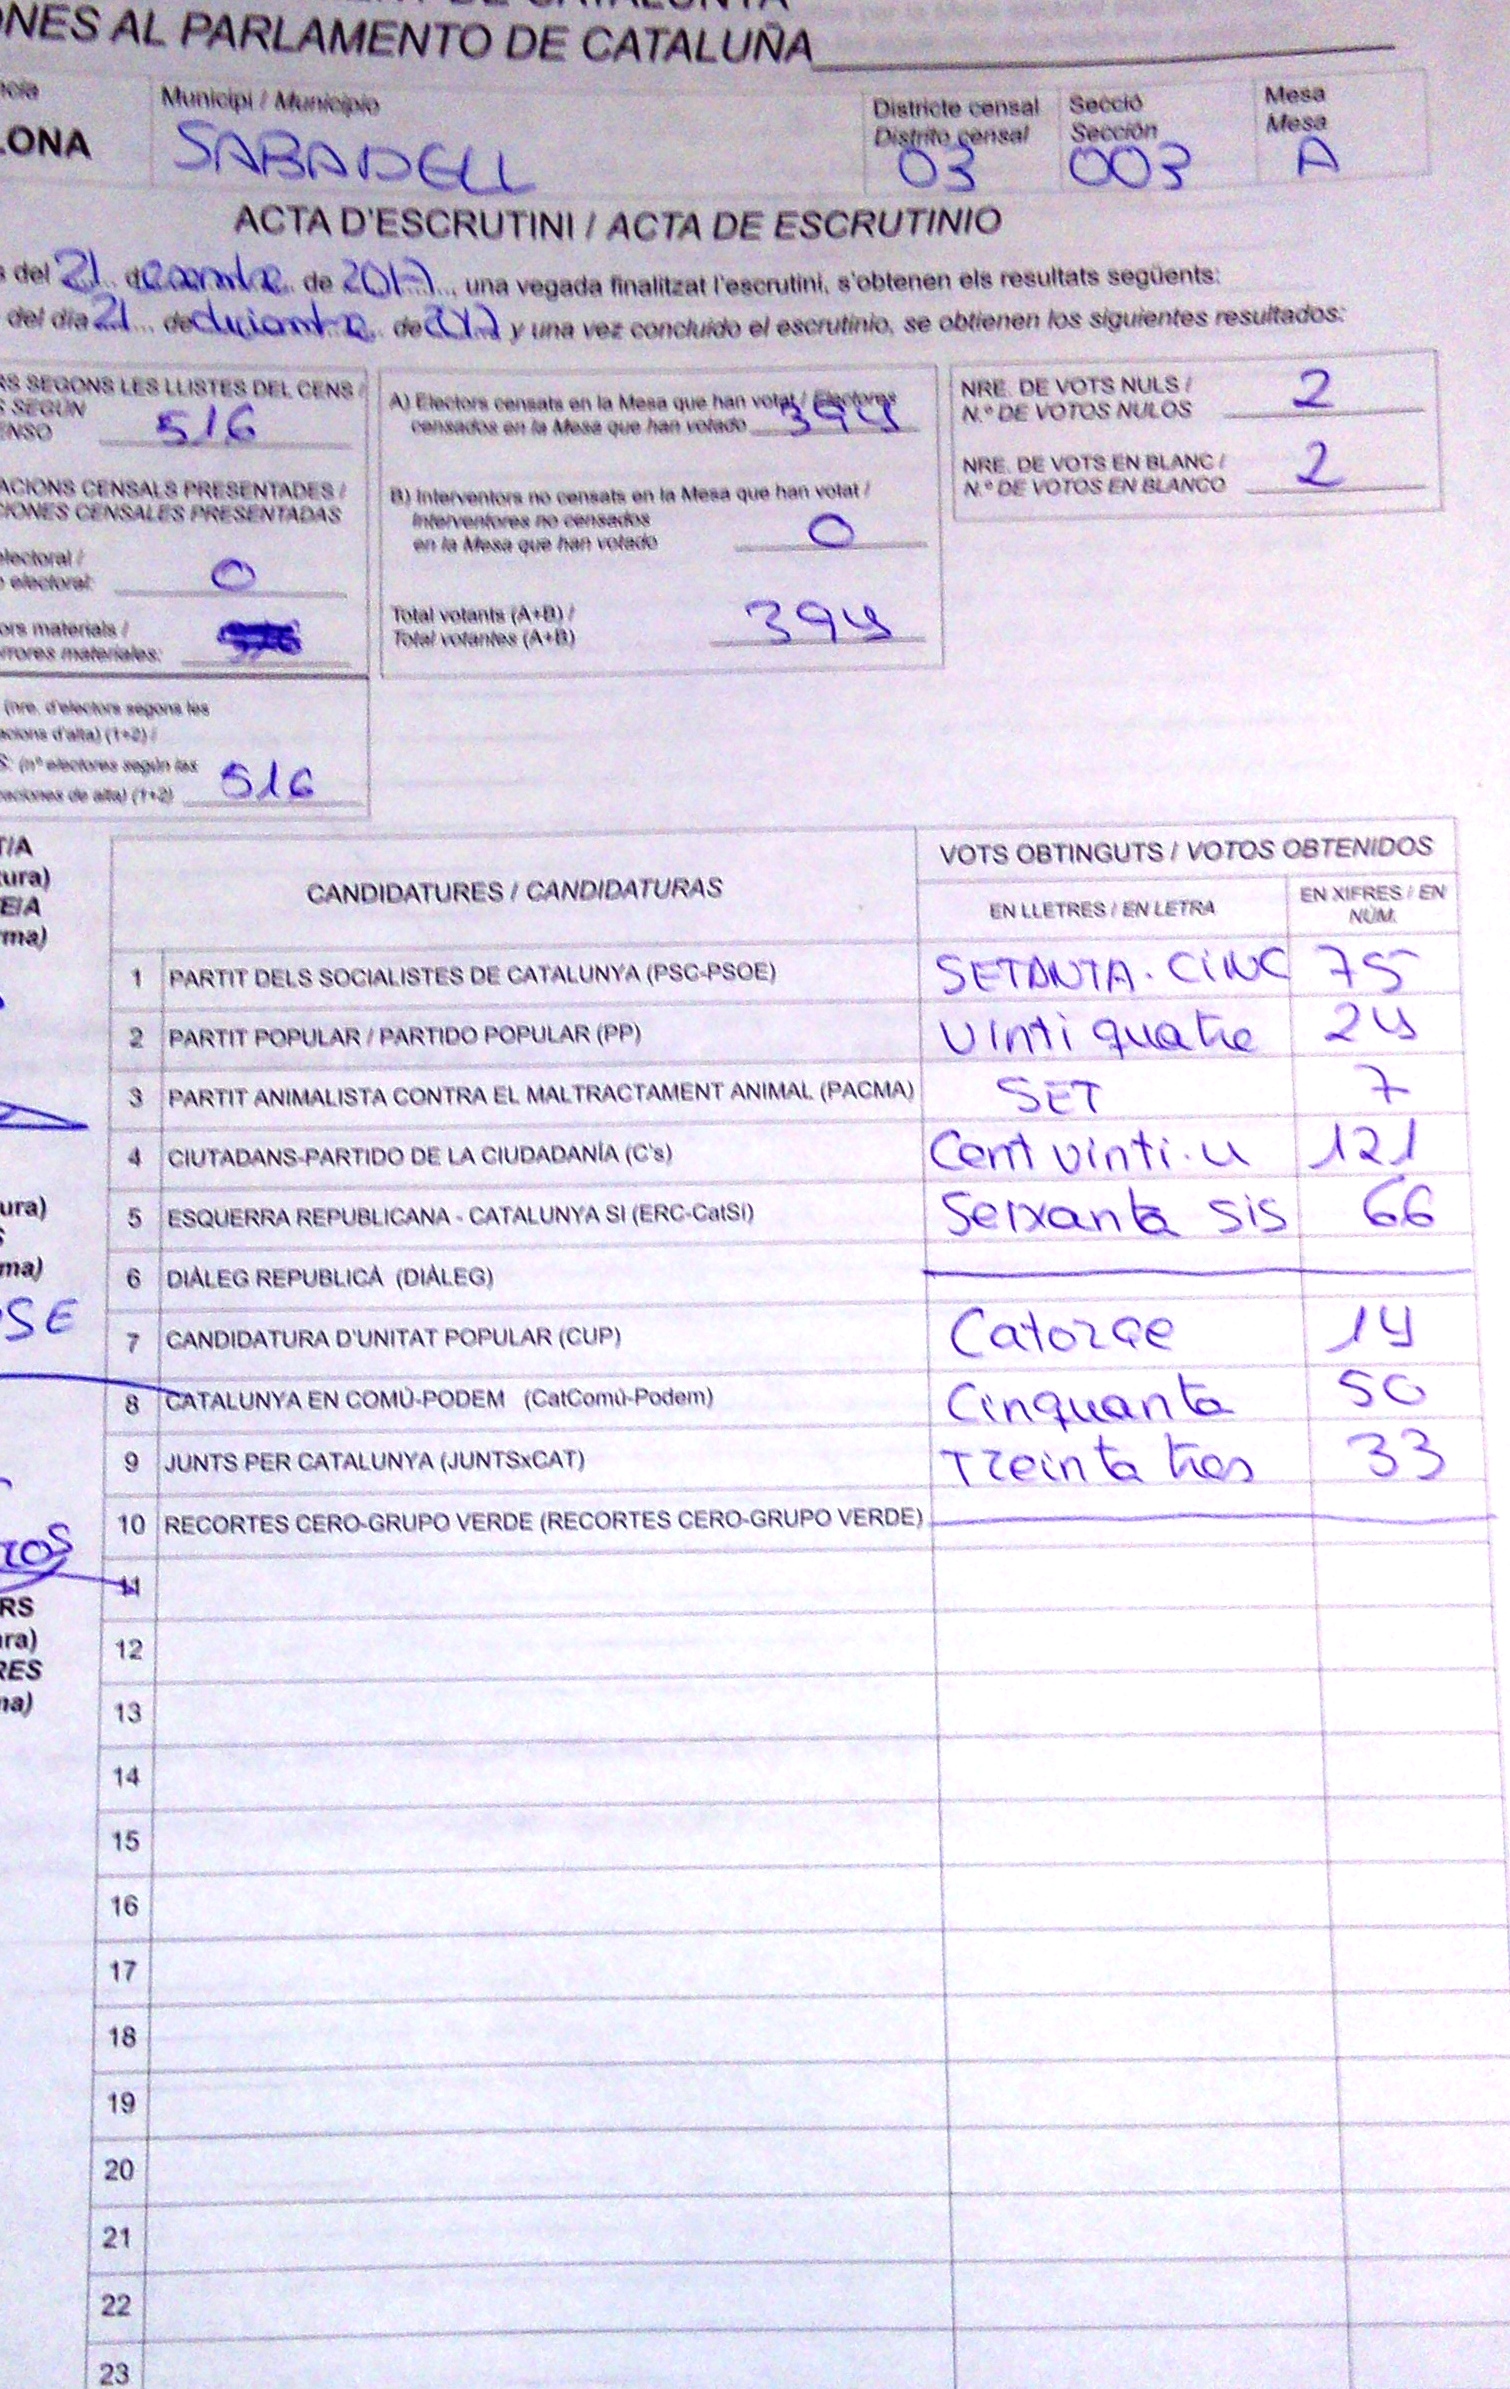 ONES AL PARLAMENTO DE CATALUÑA
Municipi / Municipio
SABADELL
Districte censal
Distrito censal
03
Secció
Sección
003
Mesa
Mesa
A
LONA
ACTA D'ESCRUTINI / ACTA DE ESCRUTINIO
s del 21 de de 2017, una vegada finalitzat l'escrutini, s'obtenen els resultats següents:
del día 21 de de 2017 y una vez concluido el escrutinio, se obtienen los siguientes resultados:
RS SEGONS LES LLISTES DEL CENS /
S SEGÚN
ENSO 516
ACIONS CENSALS PRESENTADES /
CIONES CENSALES PRESENTADAS
electoral /
o electoral: 0
ors materials /
rrores materiales:
(nre. d'electors segons les
acions d'alta) (1+2) /
S: (nº electores según las
aciones de alta) (1+2) 516
A) Electors censats en la Mesa que han votat / Electores
censados en la Mesa que han votado 394
B) Interventors no censats en la Mesa que han votat /
Interventores no censados
en la Mesa que han votado 0
Total votants (A+B) /
Total votantes (A+B) 394
NRE. DE VOTS NULS /
N.º DE VOTOS NULOS 2
NRE. DE VOTS EN BLANC /
N.º DE VOTOS EN BLANCO 2
T/A
tura)
E/A
rma)
ura)
S
ma)
OSE
ROS
RS
ura)
RES
ma)
CANDIDATURES / CANDIDATURAS
VOTS OBTINGUTS / VOTOS OBTENIDOS
EN LLETRES / EN LETRA
EN XIFRES / EN
NÚM.
1 PARTIT DELS SOCIALISTES DE CATALUNYA (PSC-PSOE) SETANTA·CINC 75
2 PARTIT POPULAR / PARTIDO POPULAR (PP) Vinti quatre 24
3 PARTIT ANIMALISTA CONTRA EL MALTRACTAMENT ANIMAL (PACMA) SET 7
4 CIUTADANS-PARTIDO DE LA CIUDADANÍA (C's) Cent vinti·u 121
5 ESQUERRA REPUBLICANA - CATALUNYA SÍ (ERC-CatSí) Seixanta sis 66
6 DIÀLEG REPUBLICÀ (DIÀLEG)
7 CANDIDATURA D'UNITAT POPULAR (CUP) Catorce 14
8 CATALUNYA EN COMÚ-PODEM (CatComú-Podem) Cinquanta 50
9 JUNTS PER CATALUNYA (JUNTSxCAT) Treinta tres 33
10 RECORTES CERO-GRUPO VERDE (RECORTES CERO-GRUPO VERDE)
11
12
13
14
15
16
17
18
19
20
21
22
23